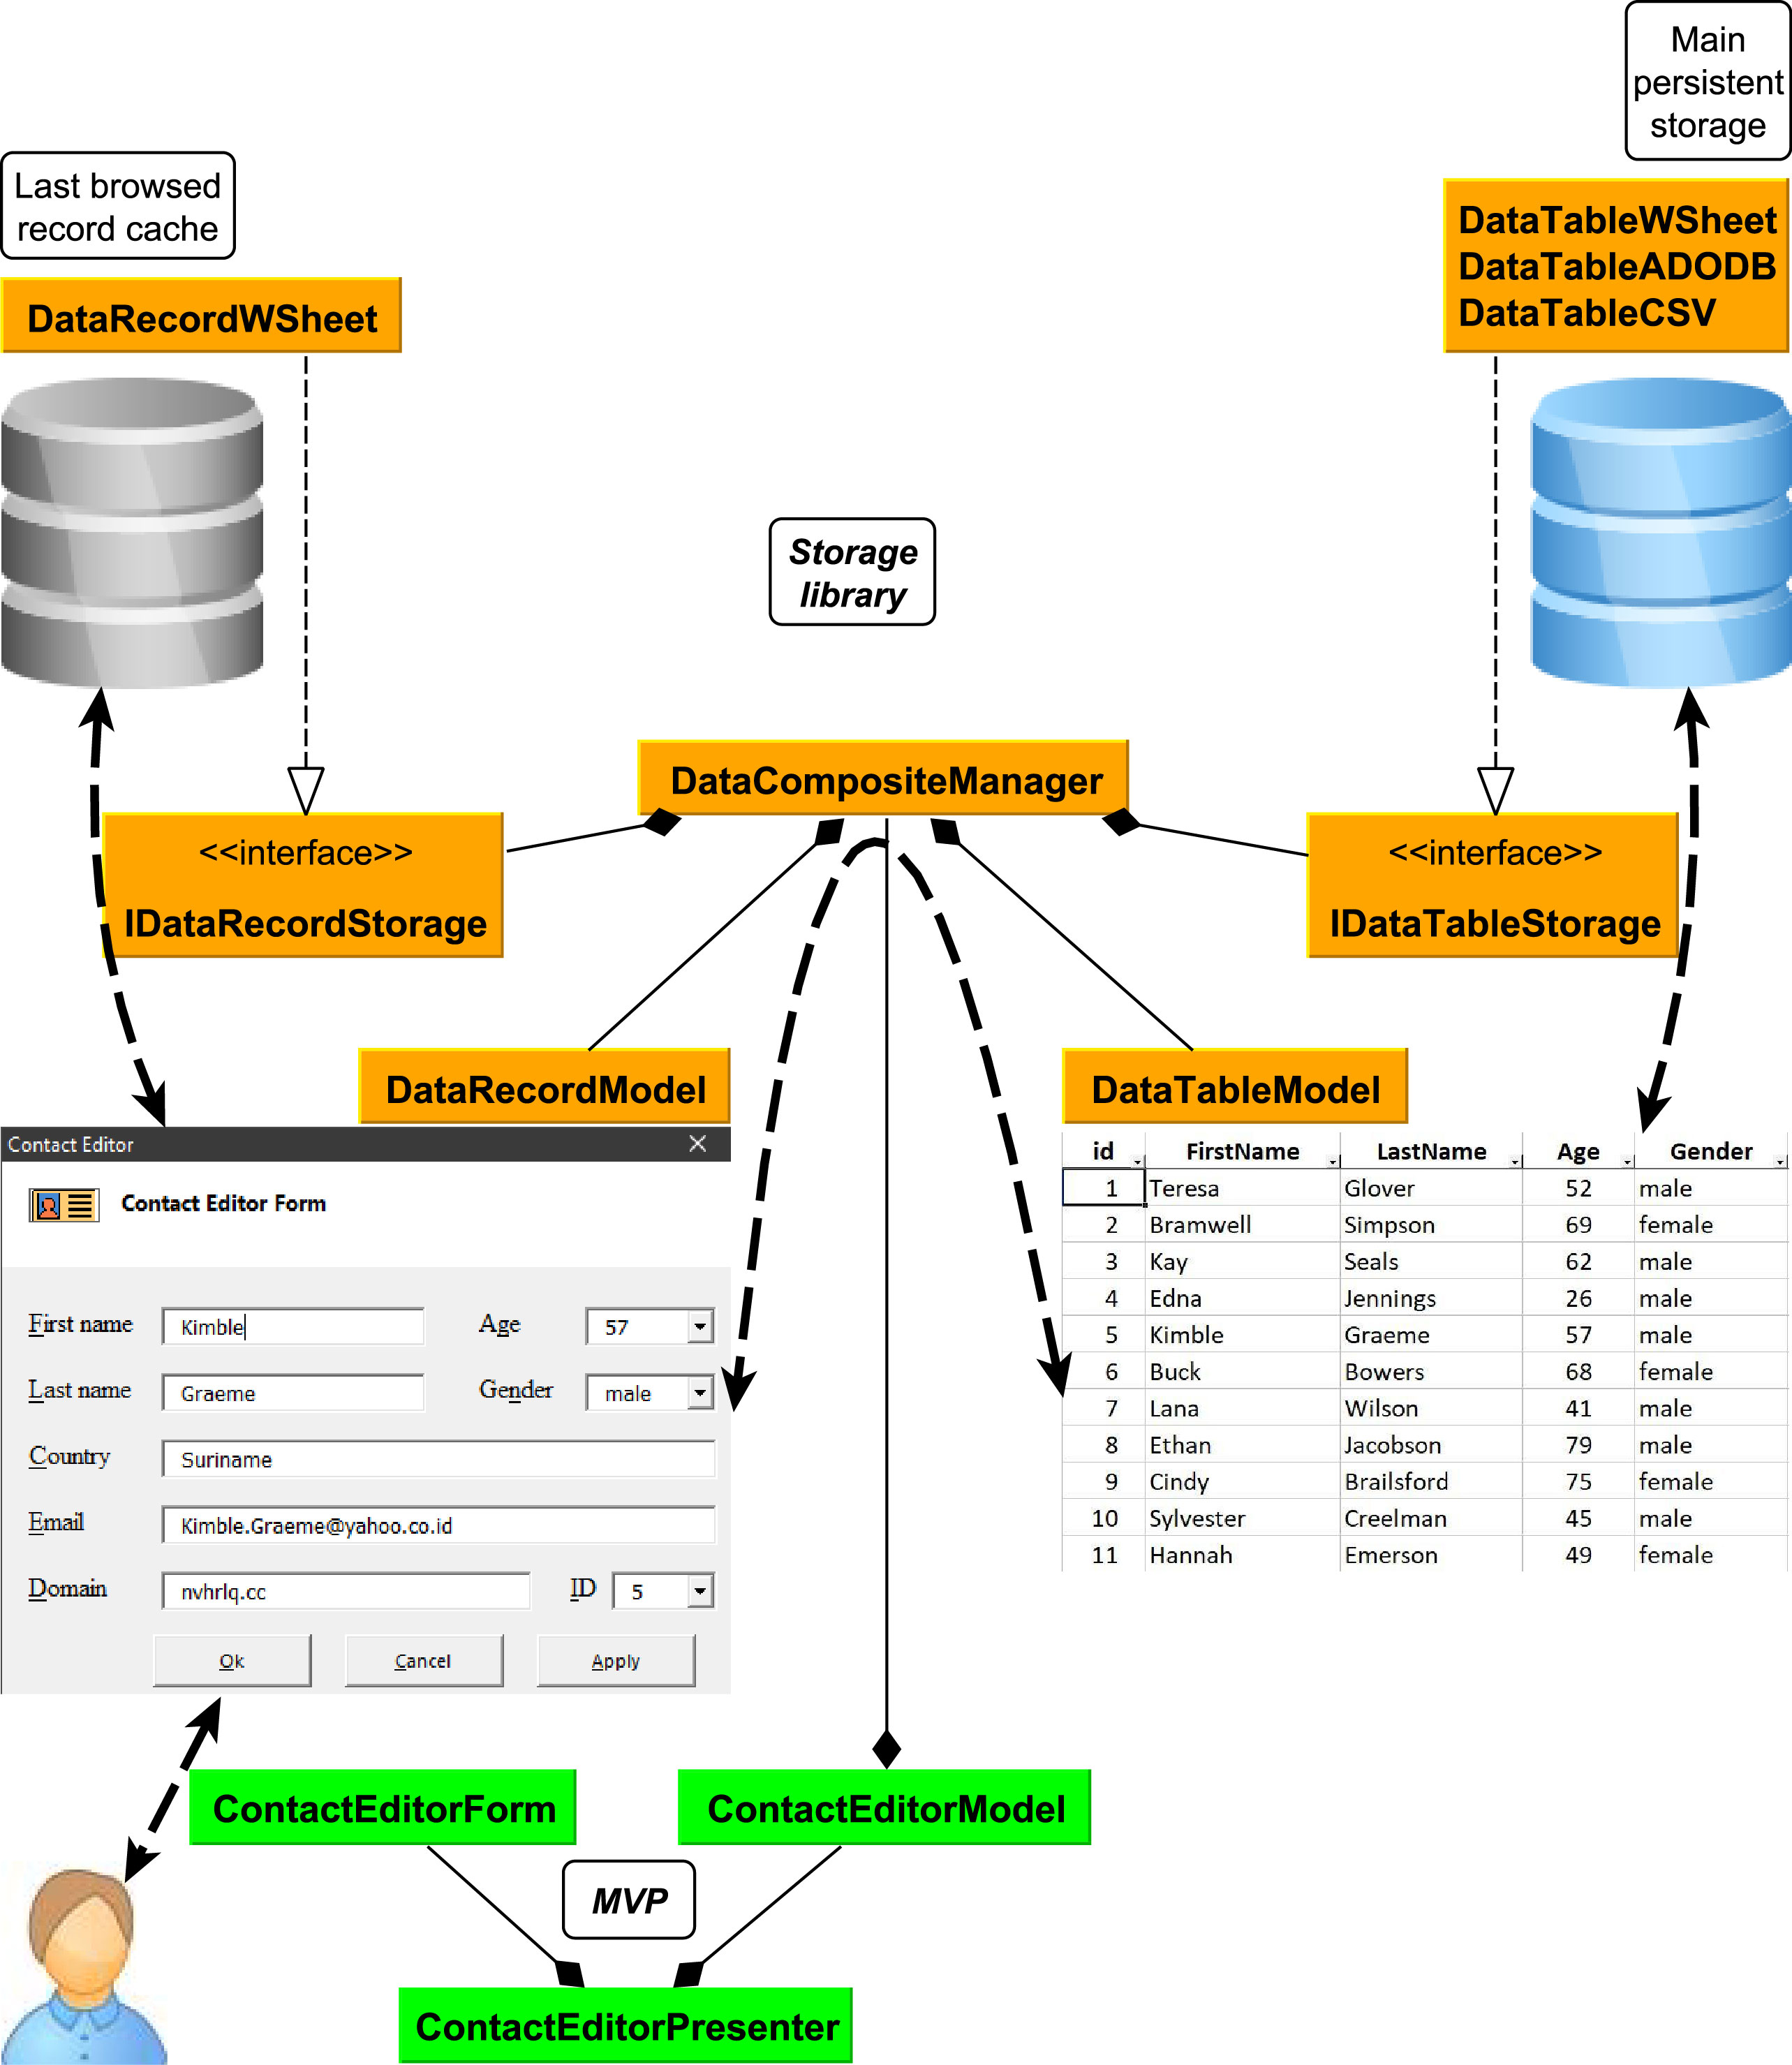 Main
persistent
storage
Last browsed
record cache
DataTableWSheet
DataTableADODB
DataTableCSV
DataRecordWSheet
Storage
library
DataCompositeManager
<<interface>>
IDataRecordStorage
<<interface>>
IDataTableStorage
DataRecordModel
DataTableModel
Contact Editor
Contact Editor Form
First name Kimble Age 57
Last name Graeme Gender male
Country Suriname
Email Kimble.Graeme@yahoo.co.id
Domain nvhrlq.cc ID 5
Ok Cancel Apply
id FirstName LastName Age Gender
1 Teresa Glover 52 male
2 Bramwell Simpson 69 female
3 Kay Seals 62 male
4 Edna Jennings 26 male
5 Kimble Graeme 57 male
6 Buck Bowers 68 female
7 Lana Wilson 41 male
8 Ethan Jacobson 79 male
9 Cindy Brailsford 75 female
10 Sylvester Creelman 45 male
11 Hannah Emerson 49 female
ContactEditorForm
ContactEditorModel
MVP
ContactEditorPresenter